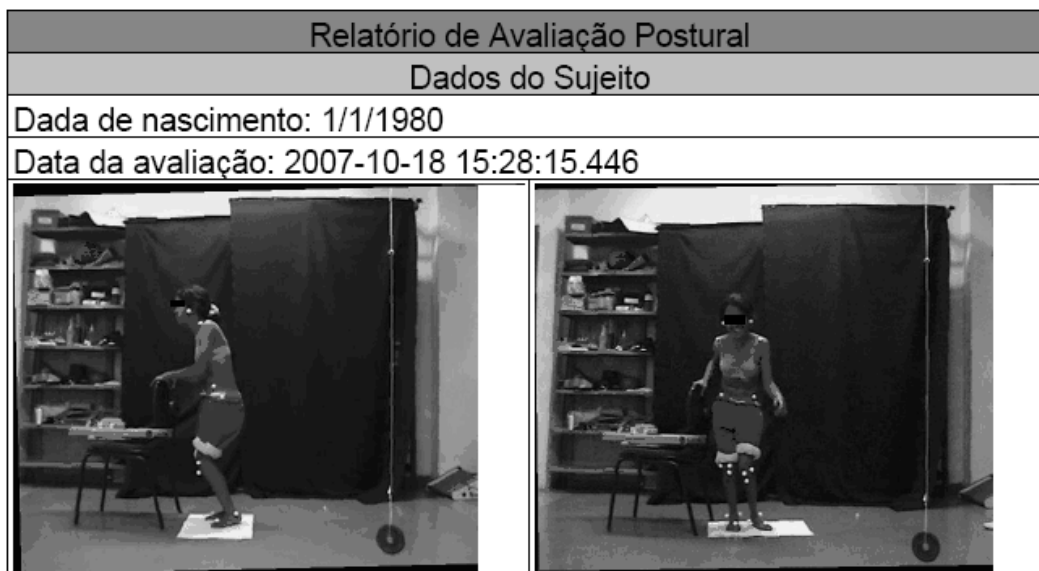 Relatório de Avaliação Postural
Dados do Sujeito
Dada de nascimento: 1/1/1980
Data da avaliação: 2007-10-18 15:28:15.446